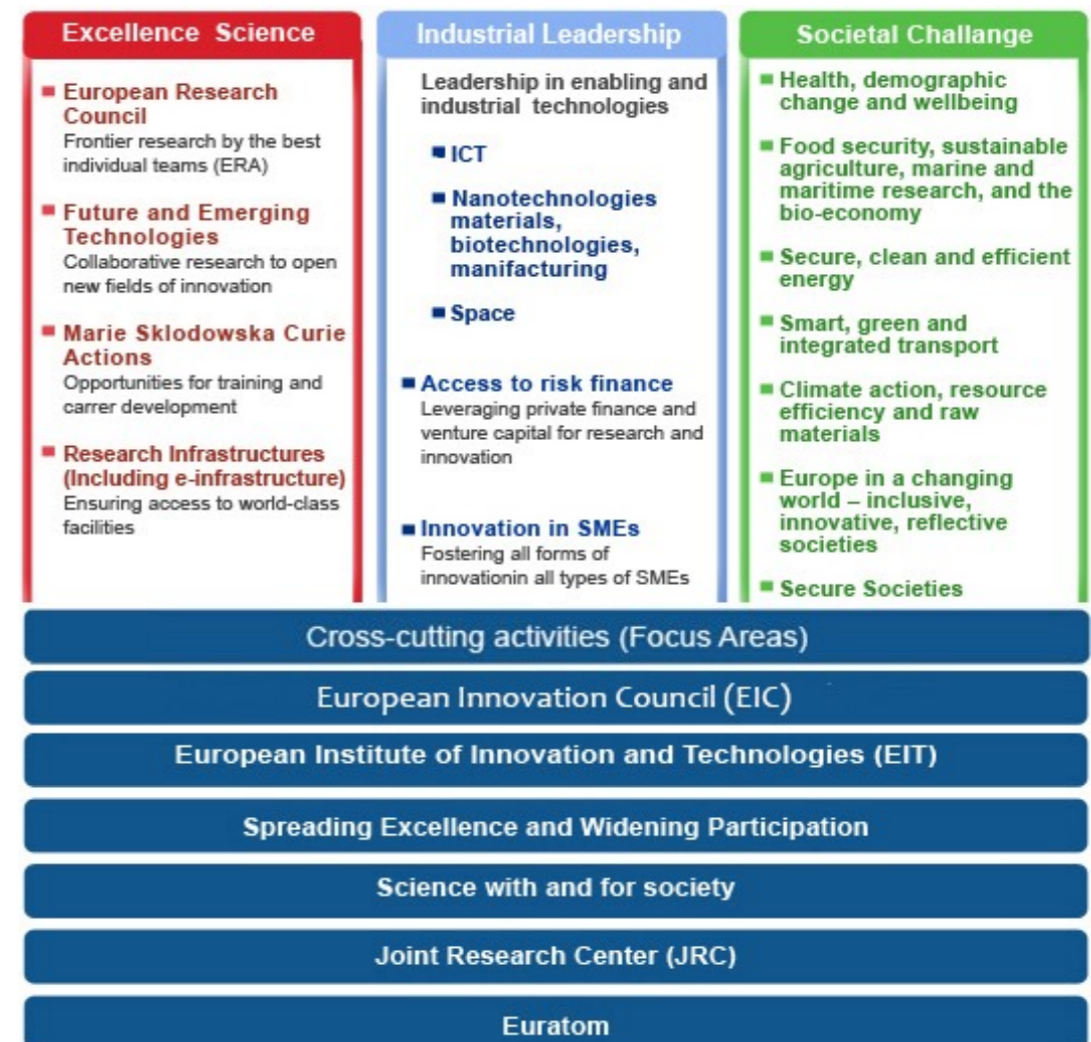 Excellence Science
European Research
Council
Frontier research by the best
individual teams (ERA)
Future and Emerging
Technologies
Collaborative research to open
new fields of innovation
Marie Sklodowska Curie
Actions
Opportunities for training and
carrer development
Research Infrastructures
(Including e-infrastructure)
Ensuring access to world-class
facilities
Industrial Leadership
Leadership in enabling and
industrial technologies
ICT
Nanotechnologies
materials,
biotechnologies,
manifacturing
Space
Access to risk finance
Leveraging private finance and
venture capital for research and
innovation
Innovation in SMEs
Fostering all forms of
innovationin all types of SMEs
Societal Challange
Health, demographic
change and wellbeing
Food security, sustainable
agriculture, marine and
maritime research, and the
bio-economy
Secure, clean and efficient
energy
Smart, green and
integrated transport
Climate action, resource
efficiency and raw
materials
Europe in a changing
world – inclusive,
innovative, reflective
societies
Secure Societies
Cross-cutting activities (Focus Areas)
European Innovation Council (EIC)
European Institute of Innovation and Technologies (EIT)
Spreading Excellence and Widening Participation
Science with and for society
Joint Research Center (JRC)
Euratom